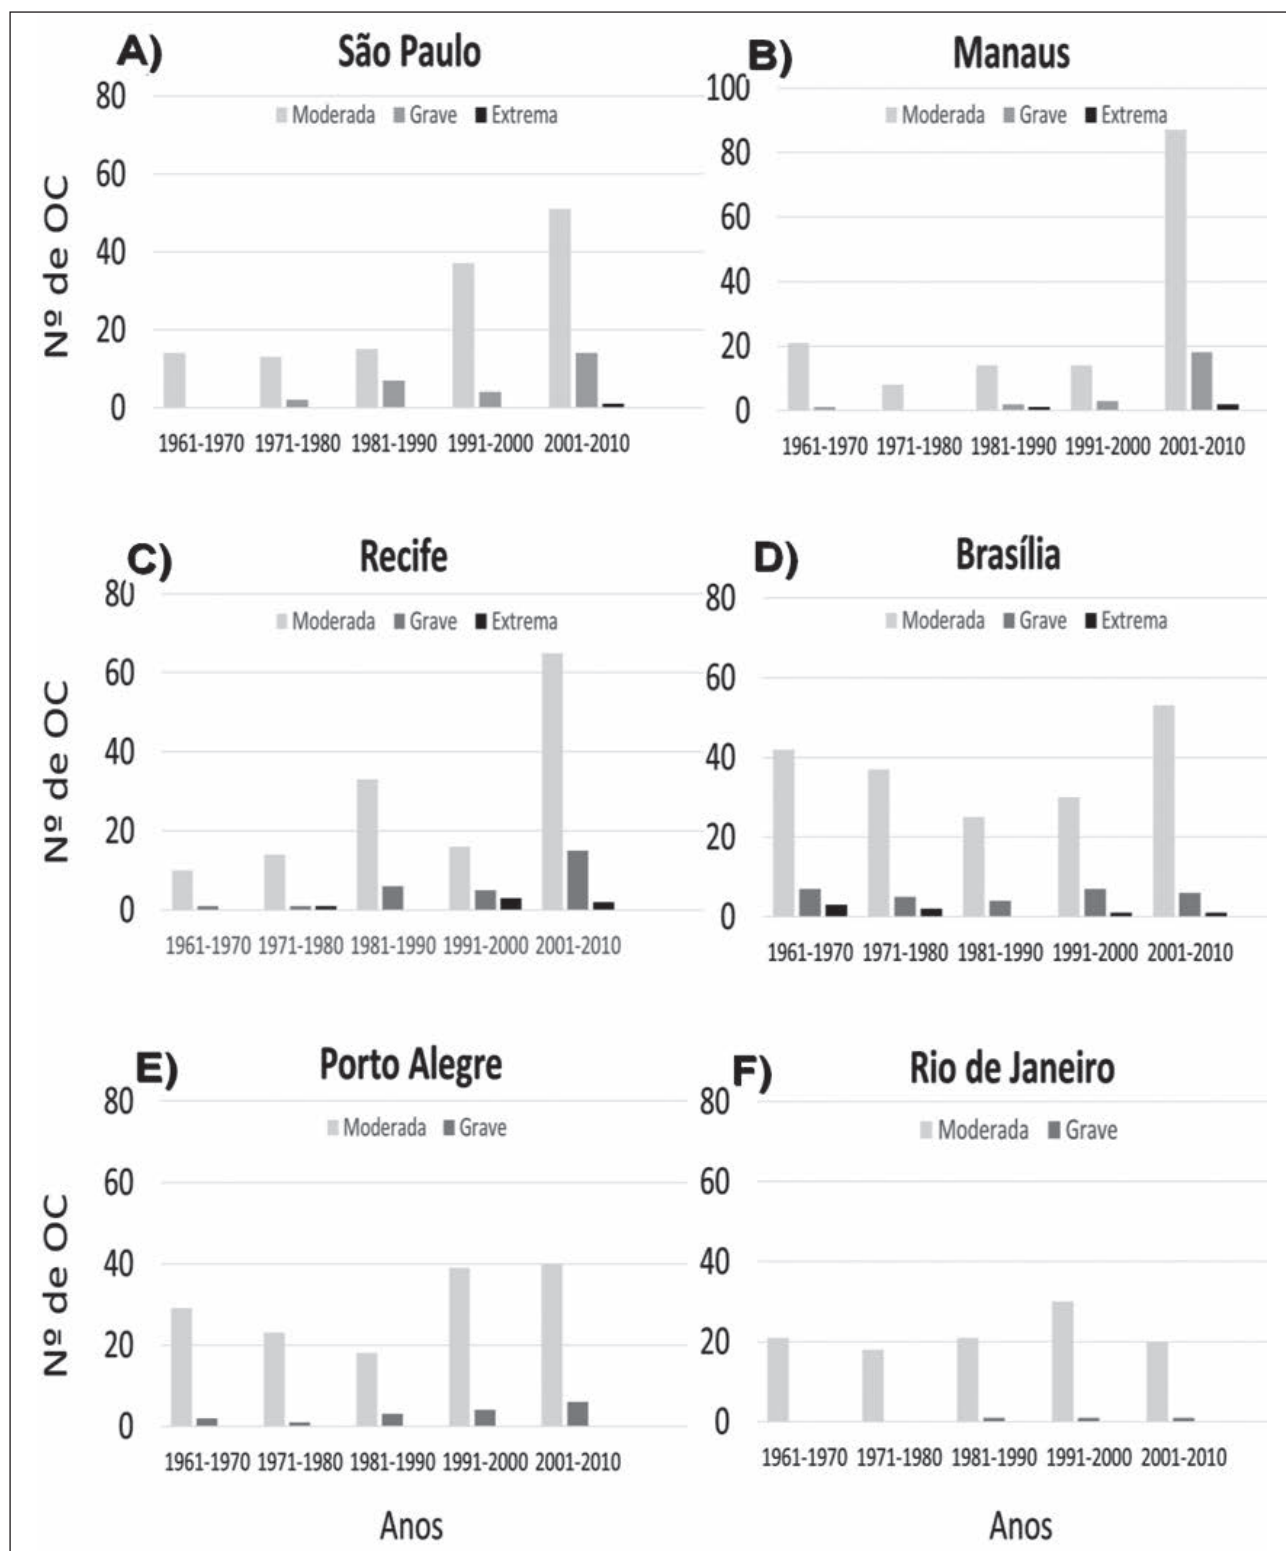 A) São Paulo
Moderada Grave Extrema
80
60
40
20
0
Nº de OC
1961-1970 1971-1980 1981-1990 1991-2000 2001-2010
B) Manaus
Moderada Grave Extrema
100
80
60
40
20
0
1961-1970 1971-1980 1981-1990 1991-2000 2001-2010
C) Recife
Moderada Grave Extrema
80
60
40
20
0
Nº de OC
1961-1970 1971-1980 1981-1990 1991-2000 2001-2010
D) Brasília
Moderada Grave Extrema
80
60
40
20
0
1961-1970 1971-1980 1981-1990 1991-2000 2001-2010
E) Porto Alegre
Moderada Grave
80
60
40
20
0
Nº de OC
1961-1970 1971-1980 1981-1990 1991-2000 2001-2010
Anos
F) Rio de Janeiro
Moderada Grave
80
60
40
20
0
1961-1970 1971-1980 1981-1990 1991-2000 2001-2010
Anos